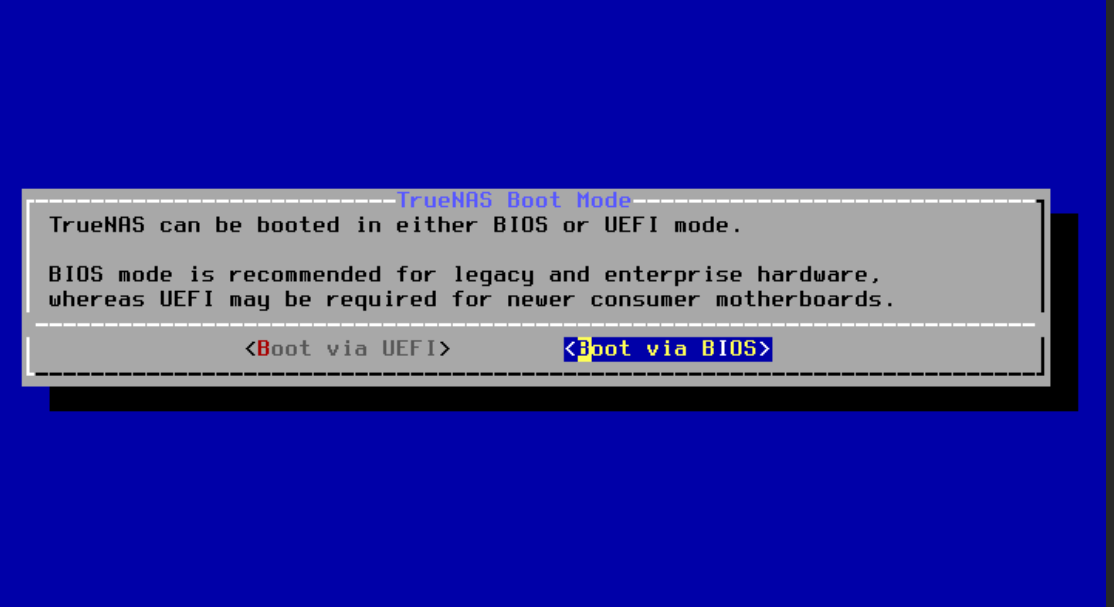 TrueNAS Boot Mode
TrueNAS can be booted in either BIOS or UEFI mode.
BIOS mode is recommended for legacy and enterprise hardware,
whereas UEFI may be required for newer consumer motherboards.
<Boot via UEFI> <Boot via BIOS>